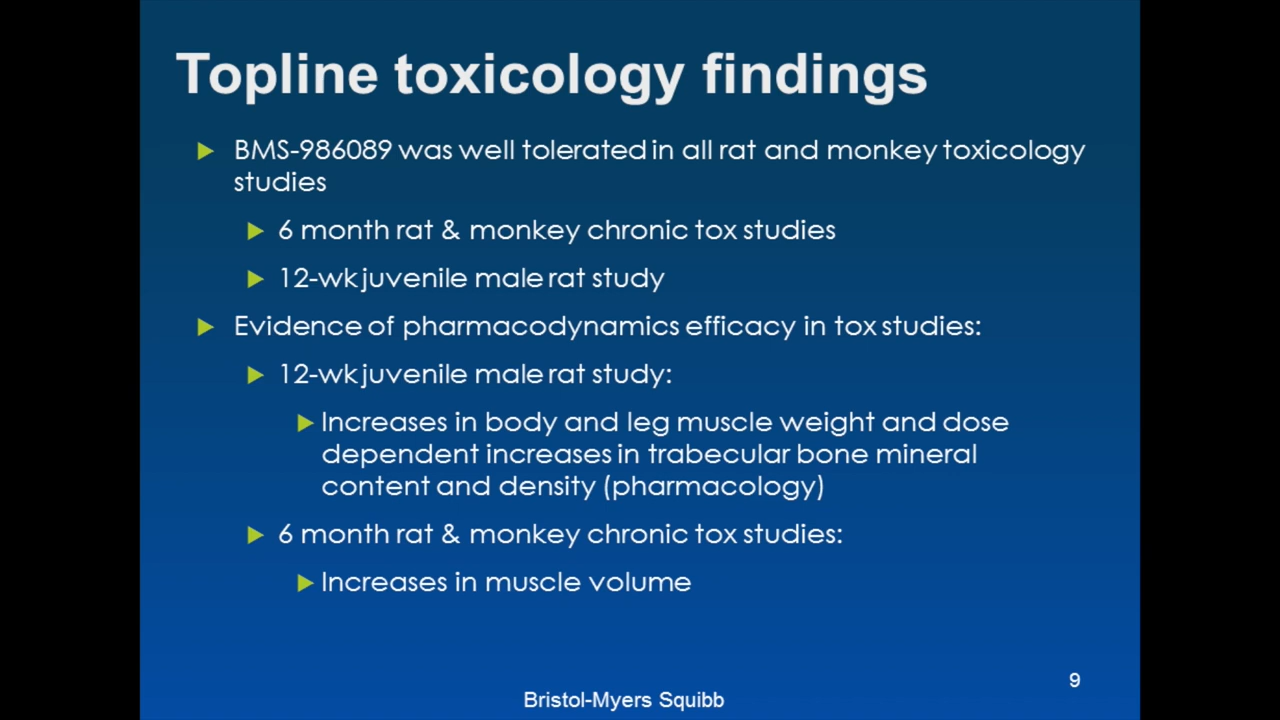 Topline toxicology findings
BMS-986089 was well tolerated in all rat and monkey toxicology
studies
6 month rat & monkey chronic tox studies
12-wk juvenile male rat study
Evidence of pharmacodynamics efficacy in tox studies:
12-wk juvenile male rat study:
Increases in body and leg muscle weight and dose
dependent increases in trabecular bone mineral
content and density (pharmacology)
6 month rat & monkey chronic tox studies:
Increases in muscle volume
9
Bristol-Myers Squibb